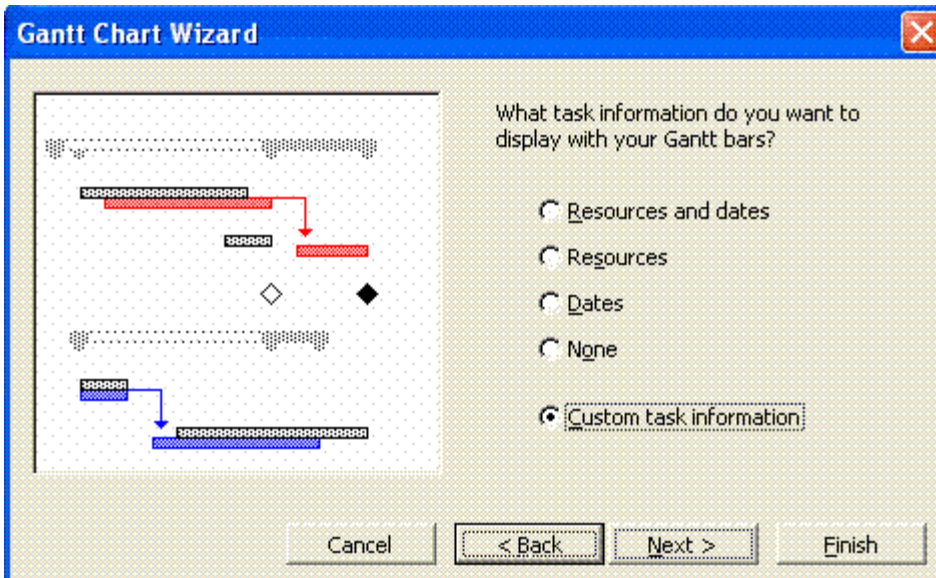 Gantt Chart Wizard
What task information do you want to
display with your Gantt bars?
Resources and dates
Resources
Dates
None
Custom task information
Cancel
< Back
Next >
Finish